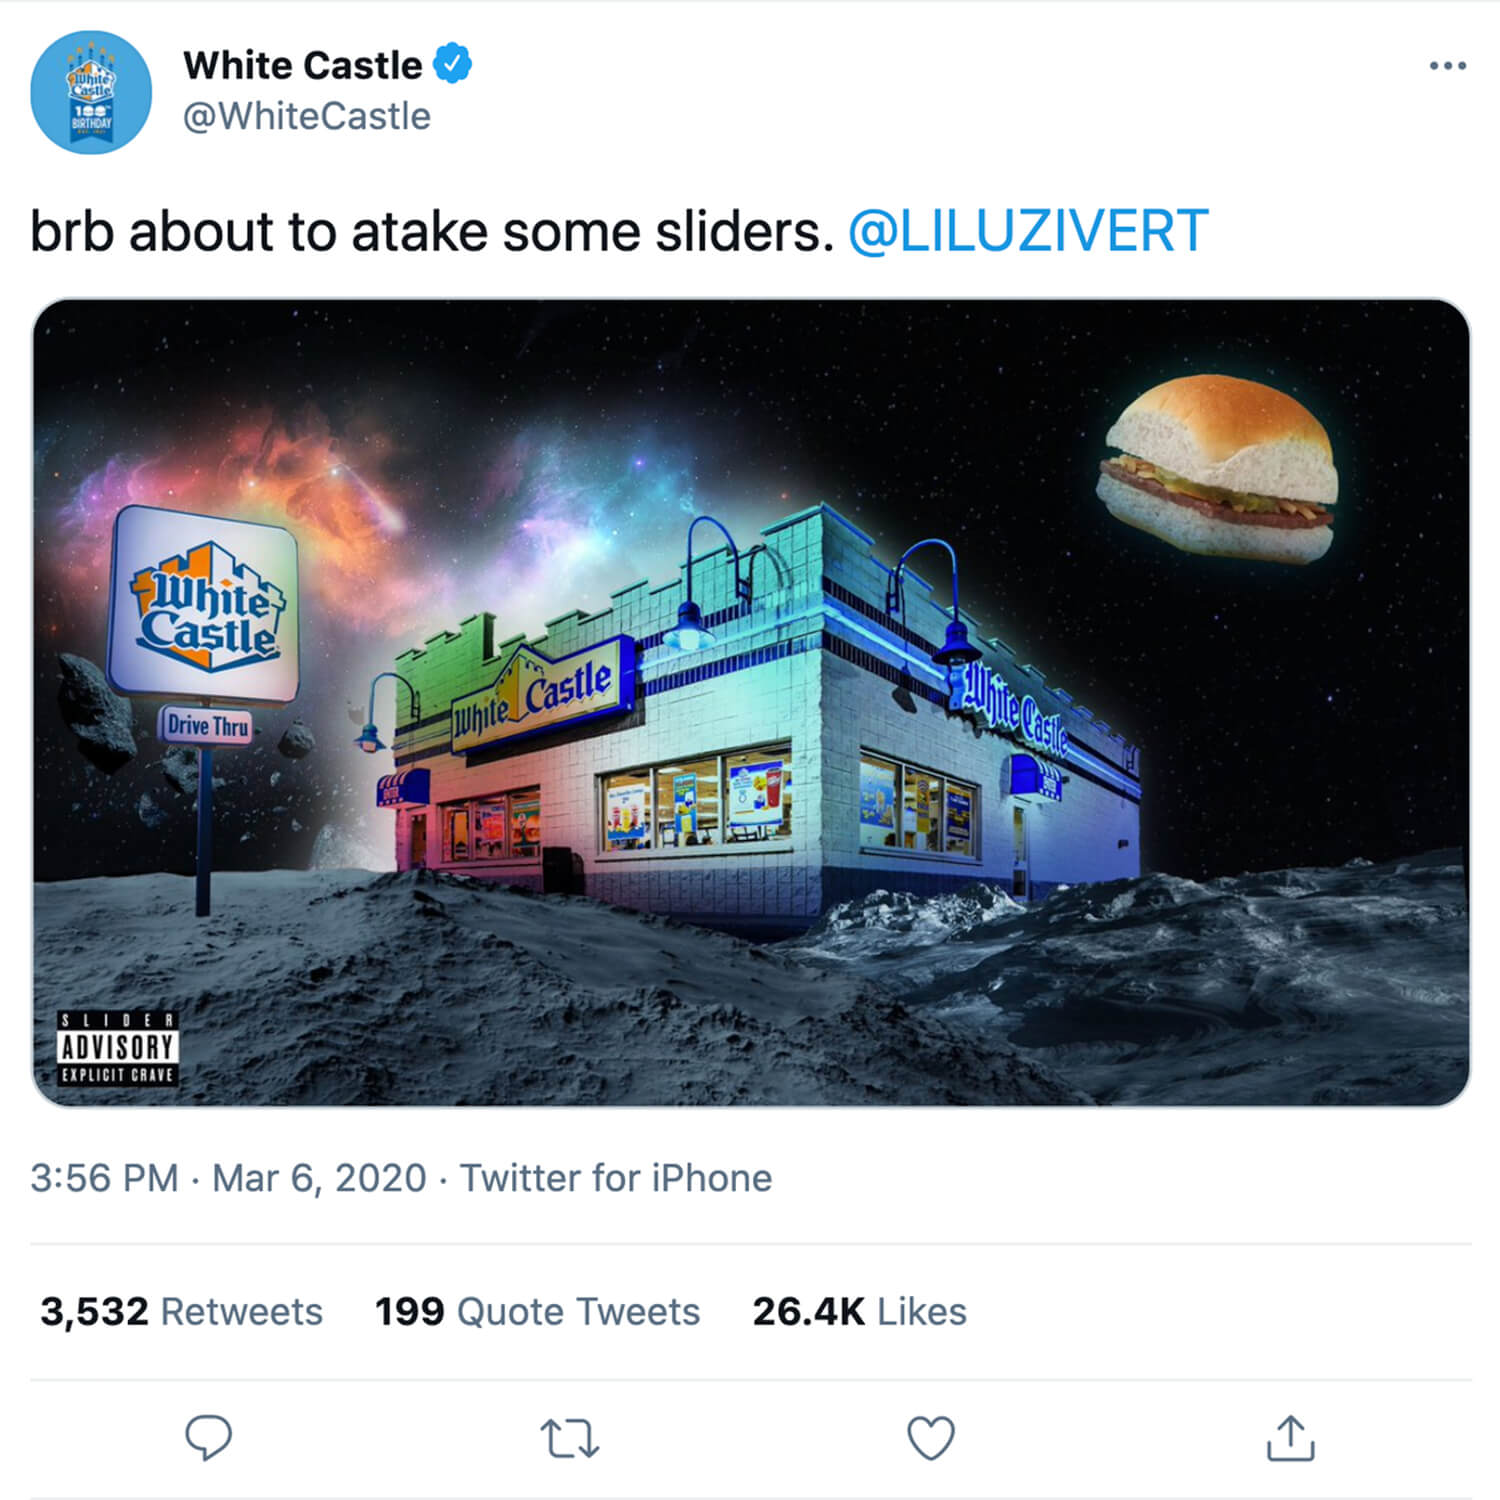 White
Castle
100
BIRTHDAY
White Castle
@WhiteCastle
brb about to atake some sliders. @LILUZIVERT
White
Castle
Drive Thru
White Castle
White Castle
SLIDER
ADVISORY
EXPLICIT CRAVE
3:56 PM · Mar 6, 2020 · Twitter for iPhone
3,532 Retweets 199 Quote Tweets 26.4K Likes